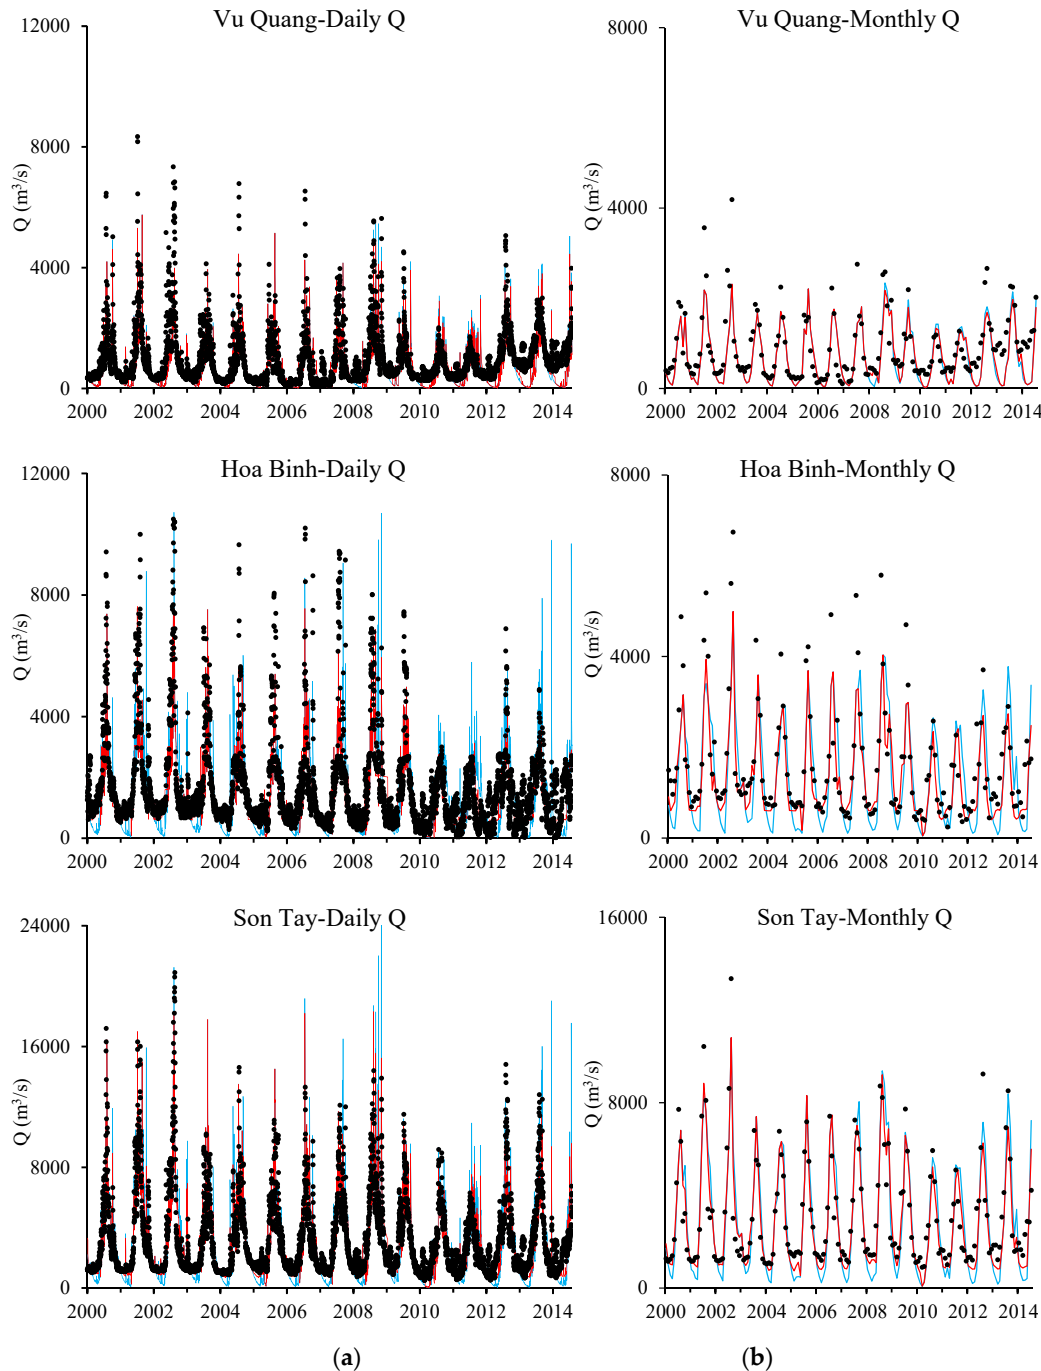 Vu Quang-Daily Q
Q (m³/s)
12000
8000
4000
0
2000 2002 2004 2006 2008 2010 2012 2014
Vu Quang-Monthly Q
Q (m³/s)
8000
4000
0
2000 2002 2004 2006 2008 2010 2012 2014
Hoa Binh-Daily Q
Q (m³/s)
12000
8000
4000
0
2000 2002 2004 2006 2008 2010 2012 2014
Hoa Binh-Monthly Q
Q (m³/s)
8000
4000
0
2000 2002 2004 2006 2008 2010 2012 2014
Son Tay-Daily Q
Q (m³/s)
24000
16000
8000
0
2000 2002 2004 2006 2008 2010 2012 2014
Son Tay-Monthly Q
Q (m³/s)
16000
8000
0
2000 2002 2004 2006 2008 2010 2012 2014
(a)
(b)